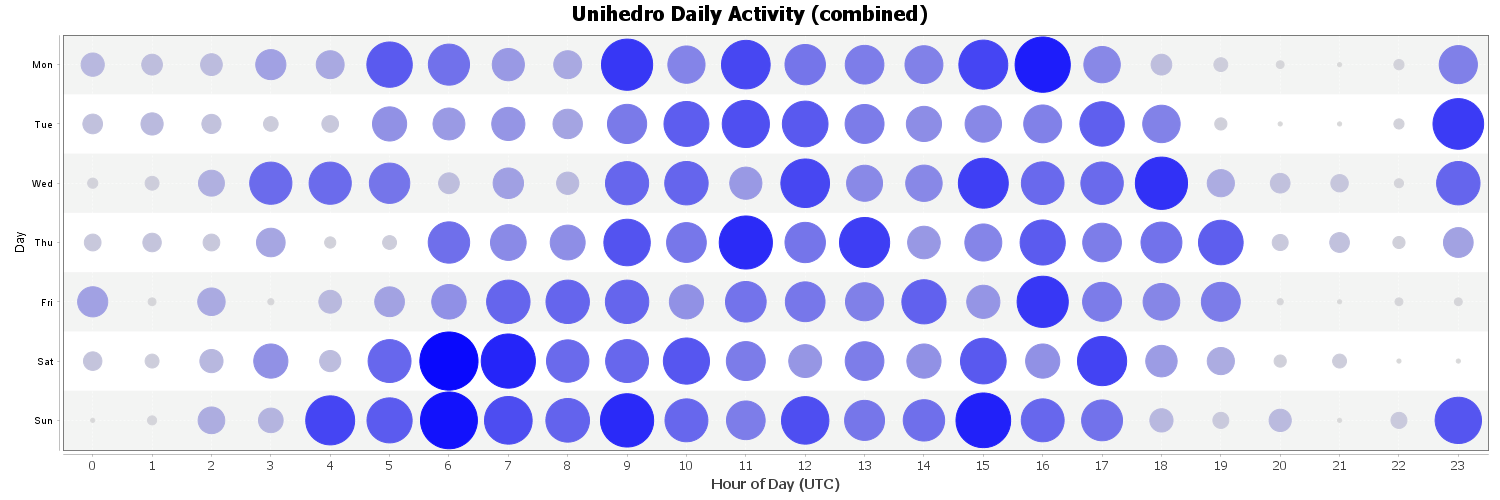 Unihedro Daily Activity (combined)
Day
Mon
Tue
Wed
Thu
Fri
Sat
Sun
0 1 2 3 4 5 6 7 8 9 10 11 12 13 14 15 16 17 18 19 20 21 22 23
Hour of Day (UTC)